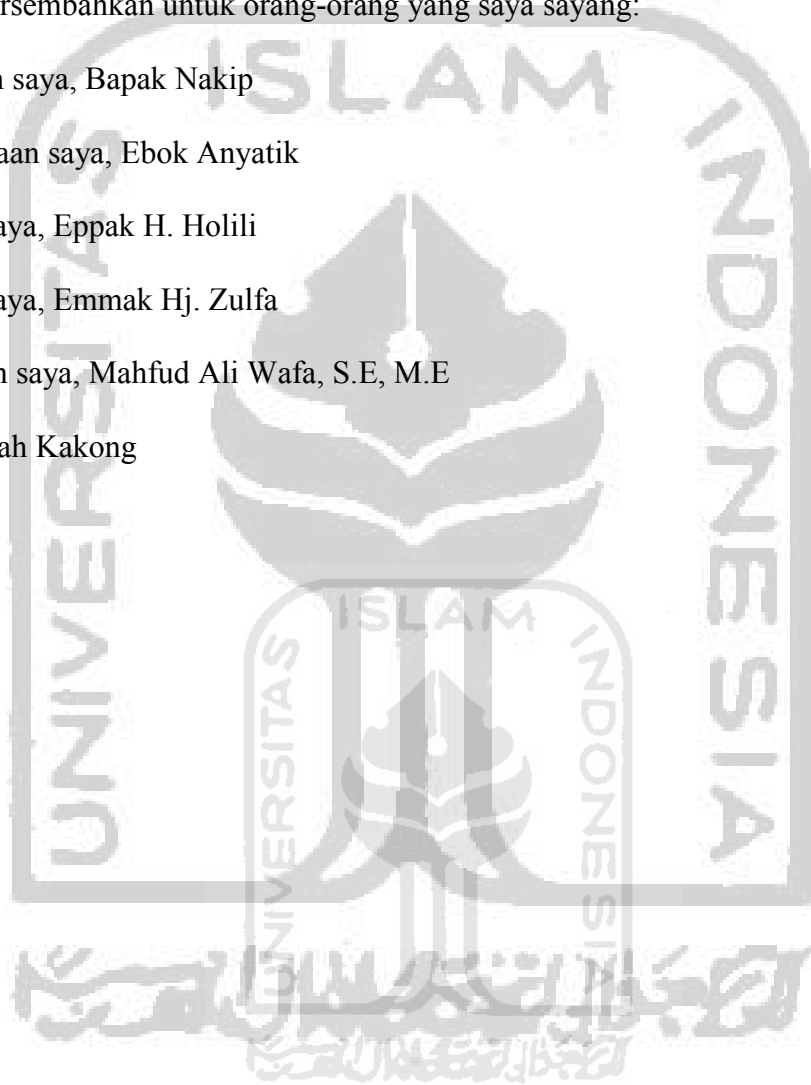 rsembahkan untuk orang-orang yang saya sayang:
saya, Bapak Nakip
aan saya, Ebok Anyatik
aya, Eppak H. Holili
aya, Emmak Hj. Zulfa
n saya, Mahfud Ali Wafa, S.E, M.E
ah Kakong
ISLAM
UNIVERSITAS
INDONESIA
ISLAM
UNIVERSITAS
INDONESIA